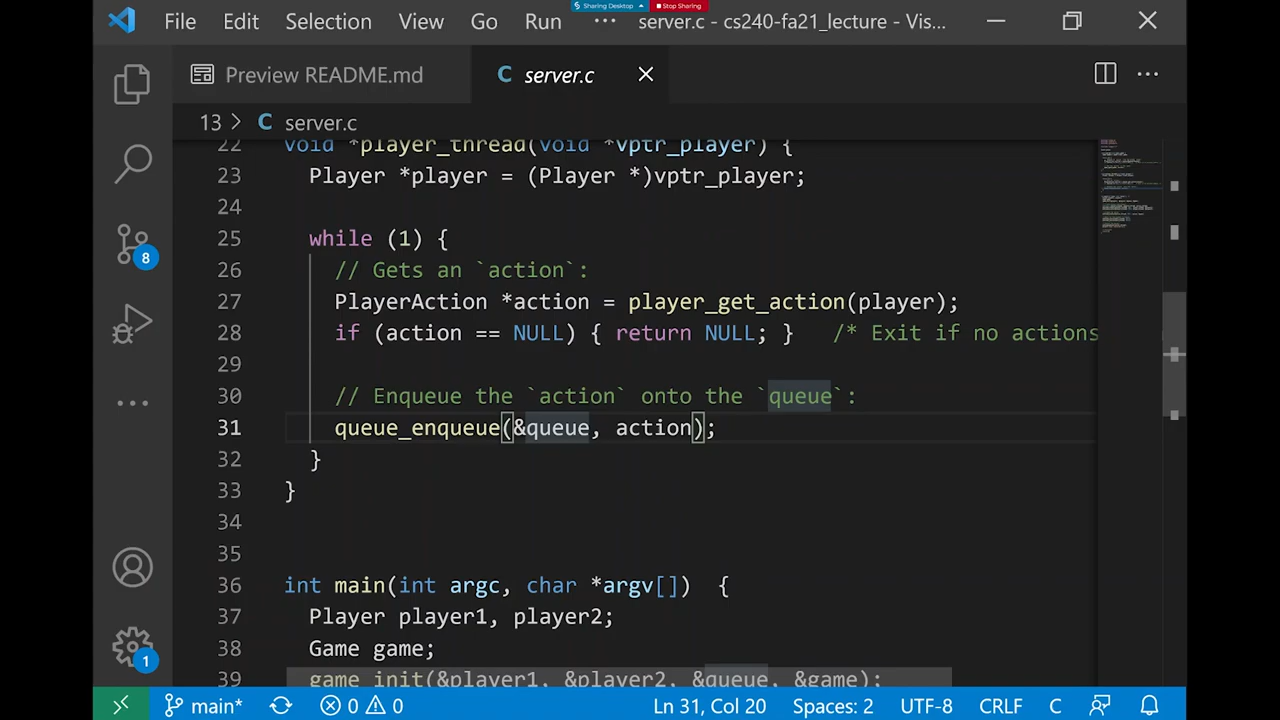 Sharing Desktop Stop Sharing
File Edit Selection View Go Run ··· server.c - cs240-fa21_lecture - Vis...
Preview README.md C server.c
13 > C server.c
22 void *player_thread(void *vptr_player) {
23 Player *player = (Player *)vptr_player;
24
25 while (1) {
26 // Gets an `action`:
27 PlayerAction *action = player_get_action(player);
28 if (action == NULL) { return NULL; } /* Exit if no actions
29
30 // Enqueue the `action` onto the `queue`:
31 queue_enqueue(&queue, action);
32 }
33 }
34
35
36 int main(int argc, char *argv[]) {
37 Player player1, player2;
38 Game game;
39 game_init(&player1, &player2, &queue, &game);
8
1
main* 0 0 Ln 31, Col 20 Spaces: 2 UTF-8 CRLF C